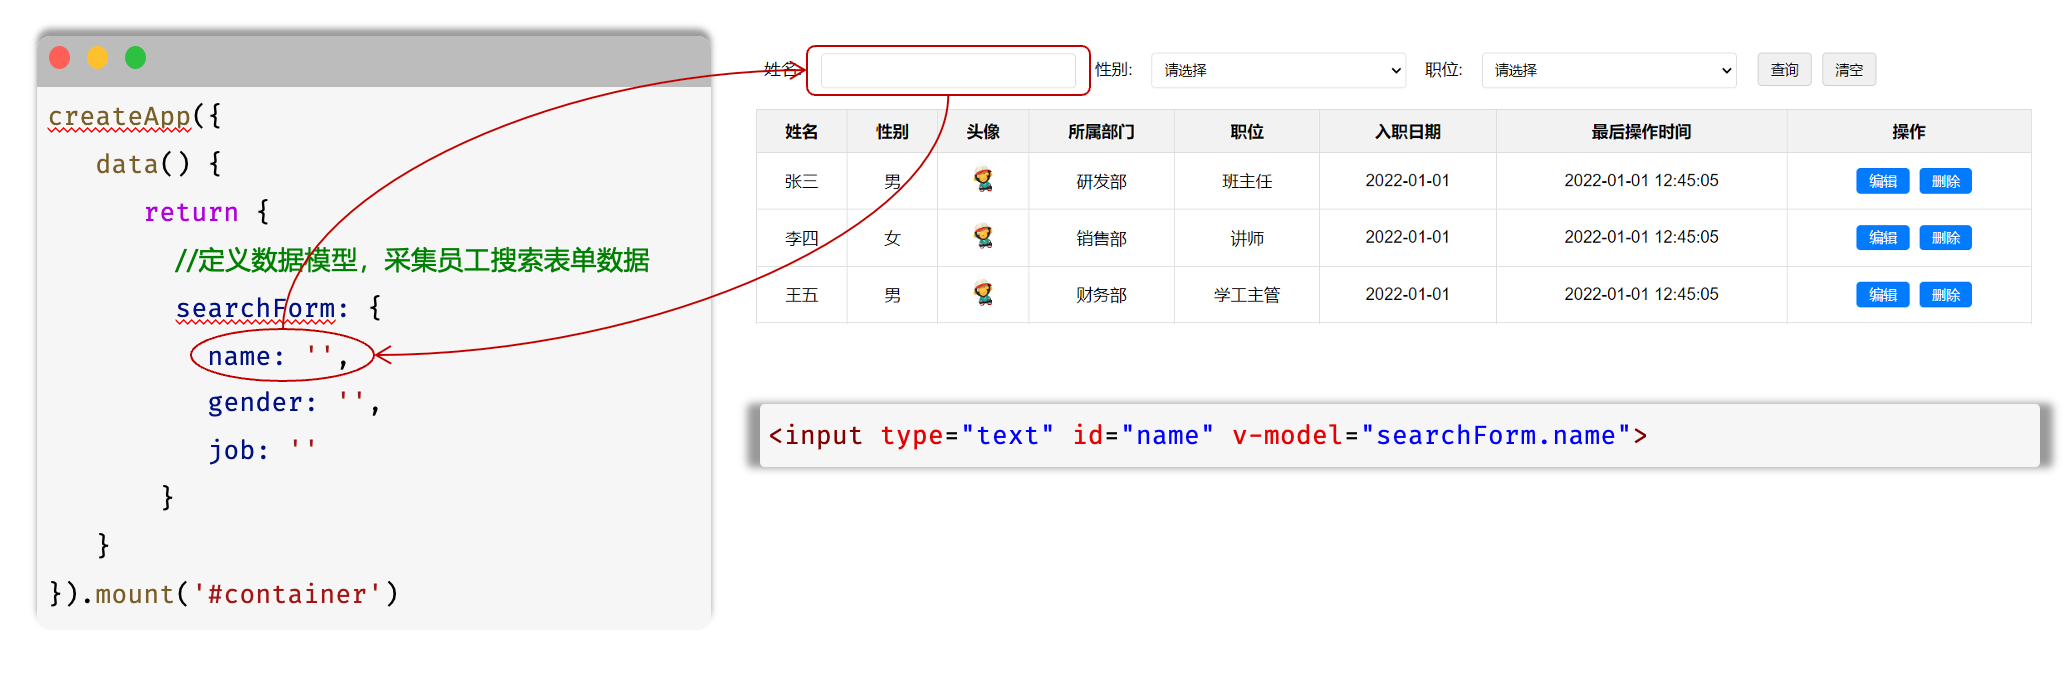 createApp({
data() {
return {
//定义数据模型，采集员工搜索表单数据
searchForm: {
name: '',
gender: '',
job: ''
}
}
}).mount('#container')
姓名: 性别: 请选择 职位: 请选择 查询 清空
姓名 性别 头像 所属部门 职位 入职日期 最后操作时间 操作
张三 男 研发部 班主任 2022-01-01 2022-01-01 12:45:05 编辑 删除
李四 女 销售部 讲师 2022-01-01 2022-01-01 12:45:05 编辑 删除
王五 男 财务部 学工主管 2022-01-01 2022-01-01 12:45:05 编辑 删除
<input type="text" id="name" v-model="searchForm.name">